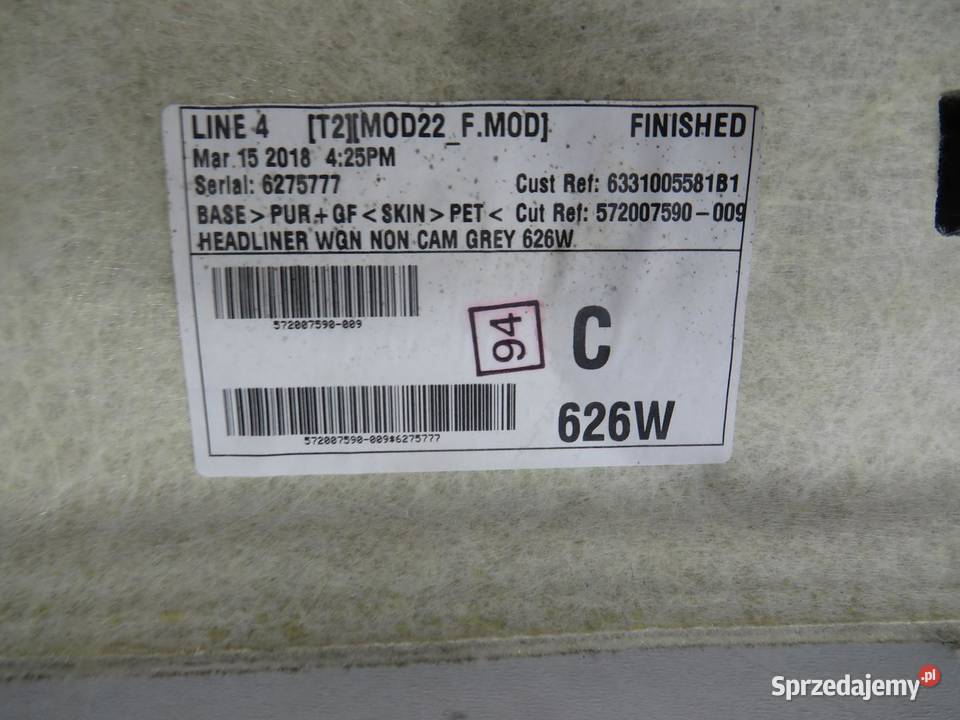 LINE 4 [T2][MOD22_F.MOD] FINISHED
Mar 15 2018 4:25PM
Serial: 6275777 Cust Ref: 6331005581B1
BASE > PUR + GF < SKIN > PET < Cut Ref: 572007590-009
HEADLINER WGN NON CAM GREY 626W
572007590-009
94
C
572007590-009*6275777
626W
Sprzedajemy.pl